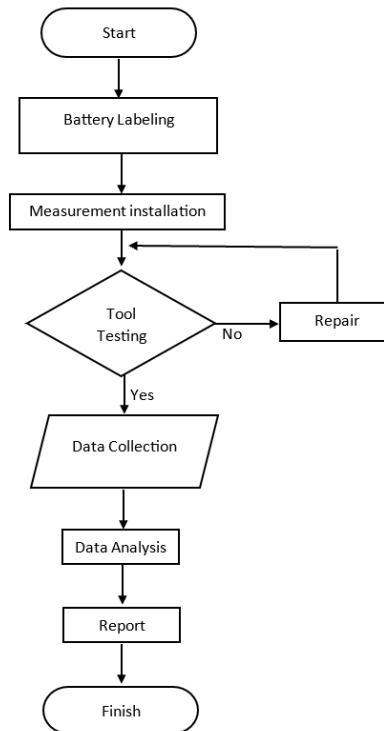 Start
Battery Labeling
Measurement installation
Tool
Testing
No
Repair
Yes
Data Collection
Data Analysis
Report
Finish